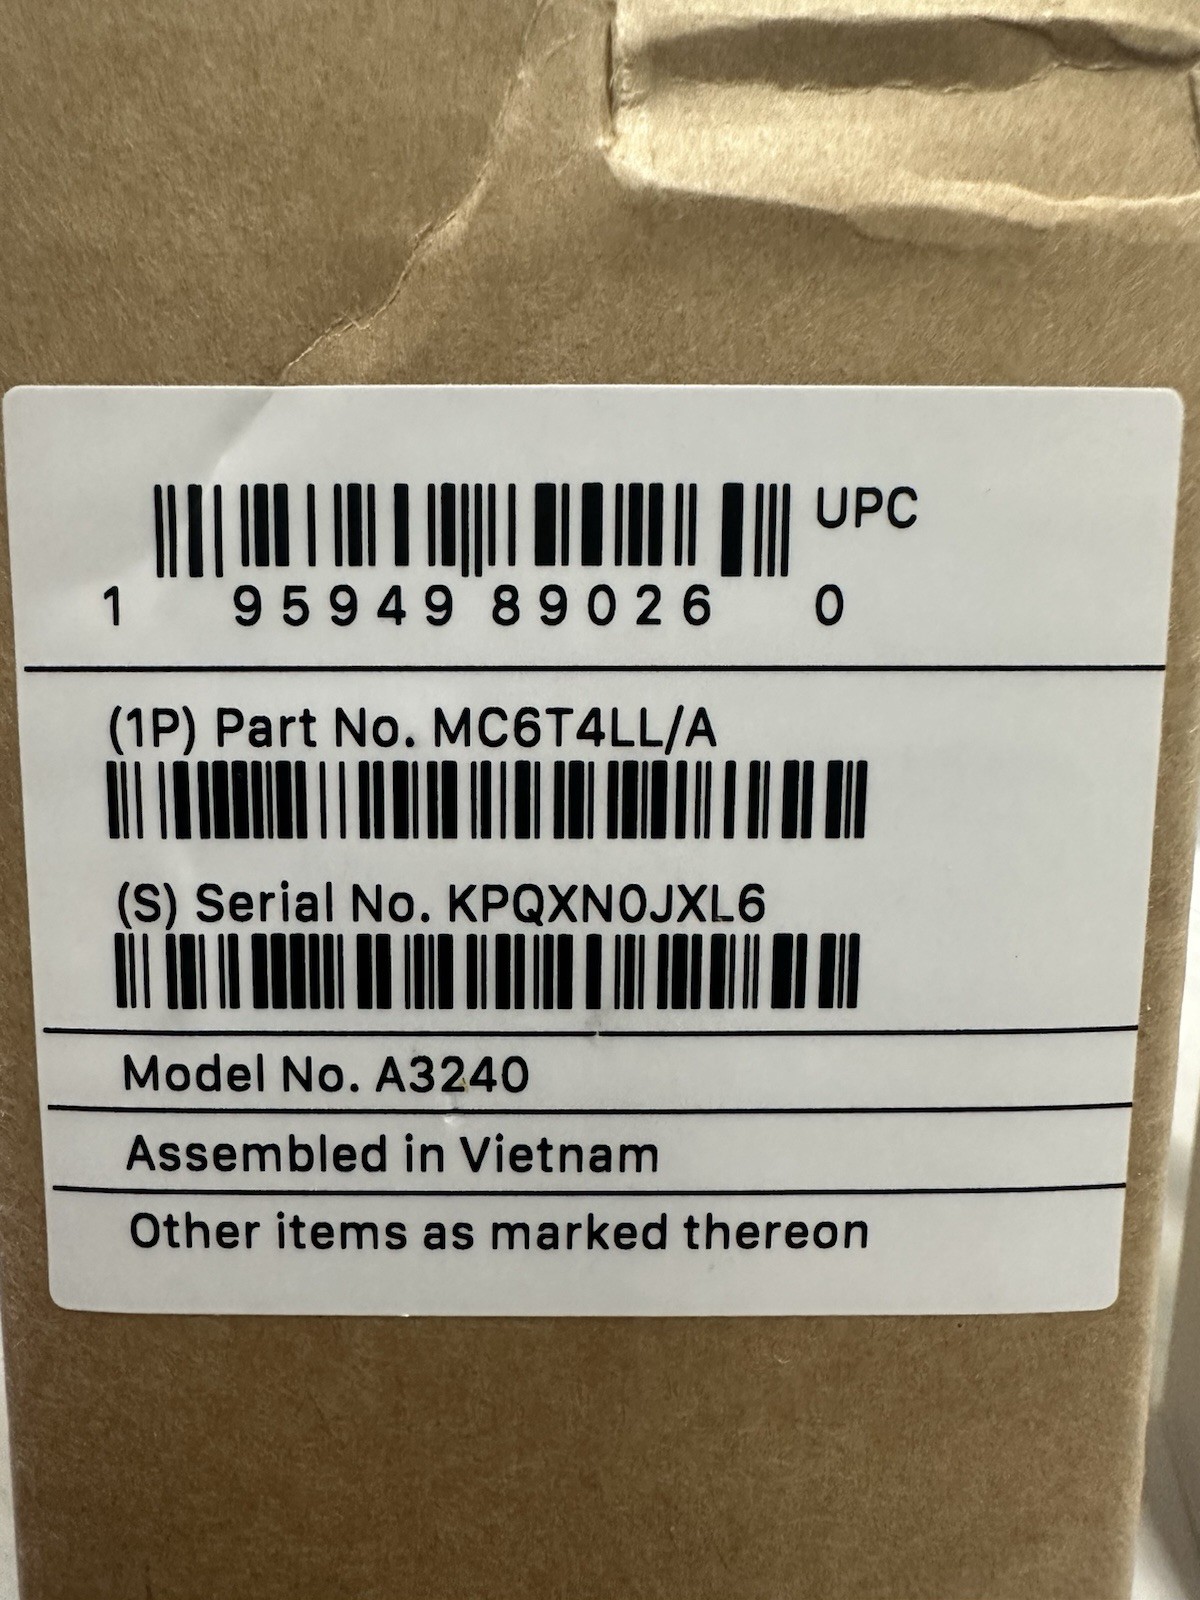 UPC
1 95949 89026 0
(1P) Part No. MC6T4LL/A
(S) Serial No. KPQXN0JXL6
Model No. A3240
Assembled in Vietnam
Other items as marked thereon